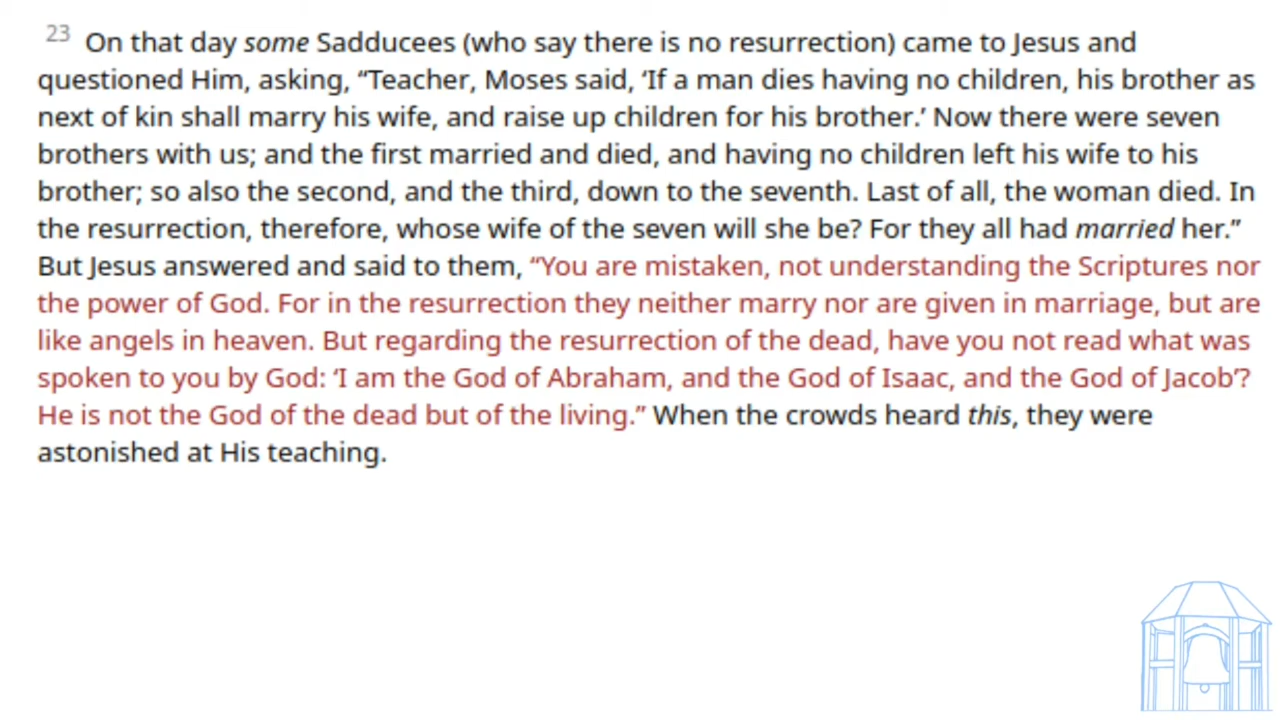 23 On that day some Sadducees (who say there is no resurrection) came to Jesus and
questioned Him, asking, “Teacher, Moses said, ‘If a man dies having no children, his brother as
next of kin shall marry his wife, and raise up children for his brother.’ Now there were seven
brothers with us; and the first married and died, and having no children left his wife to his
brother; so also the second, and the third, down to the seventh. Last of all, the woman died. In
the resurrection, therefore, whose wife of the seven will she be? For they all had married her.”
But Jesus answered and said to them, “You are mistaken, not understanding the Scriptures nor
the power of God. For in the resurrection they neither marry nor are given in marriage, but are
like angels in heaven. But regarding the resurrection of the dead, have you not read what was
spoken to you by God: ‘I am the God of Abraham, and the God of Isaac, and the God of Jacob’?
He is not the God of the dead but of the living.” When the crowds heard this, they were
astonished at His teaching.